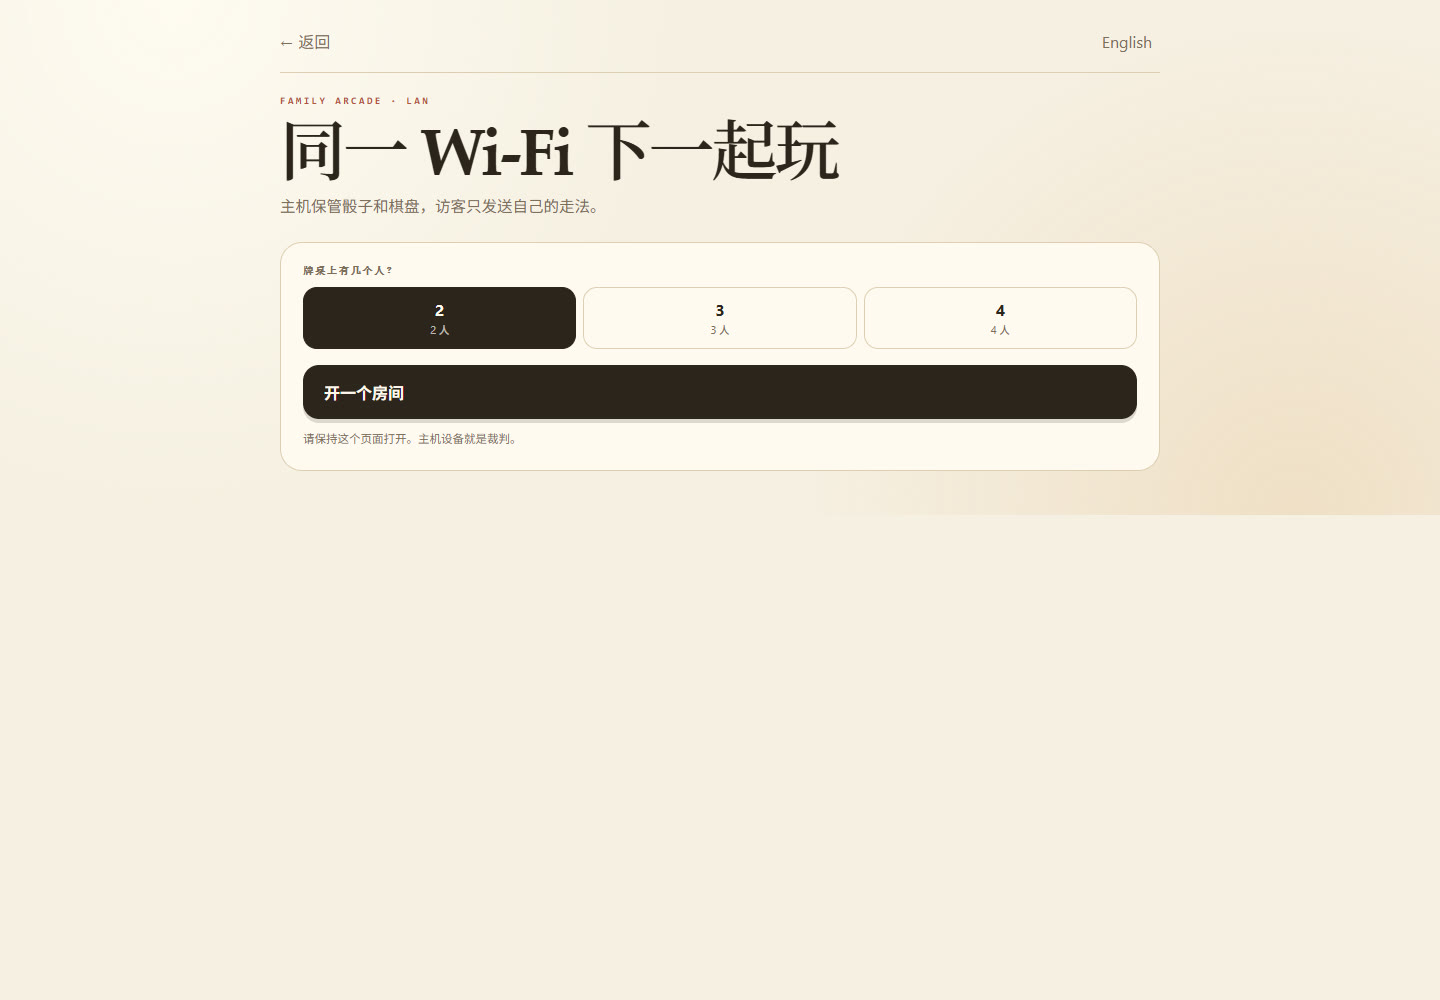 ← 返回
English
FAMILY ARCADE · LAN
同一 Wi-Fi 下一起玩
主机保管骰子和棋盘，访客只发送自己的走法。
牌桌上有几个人？
2
2 人
3
3 人
4
4 人
开一个房间
请保持这个页面打开。主机设备就是裁判。